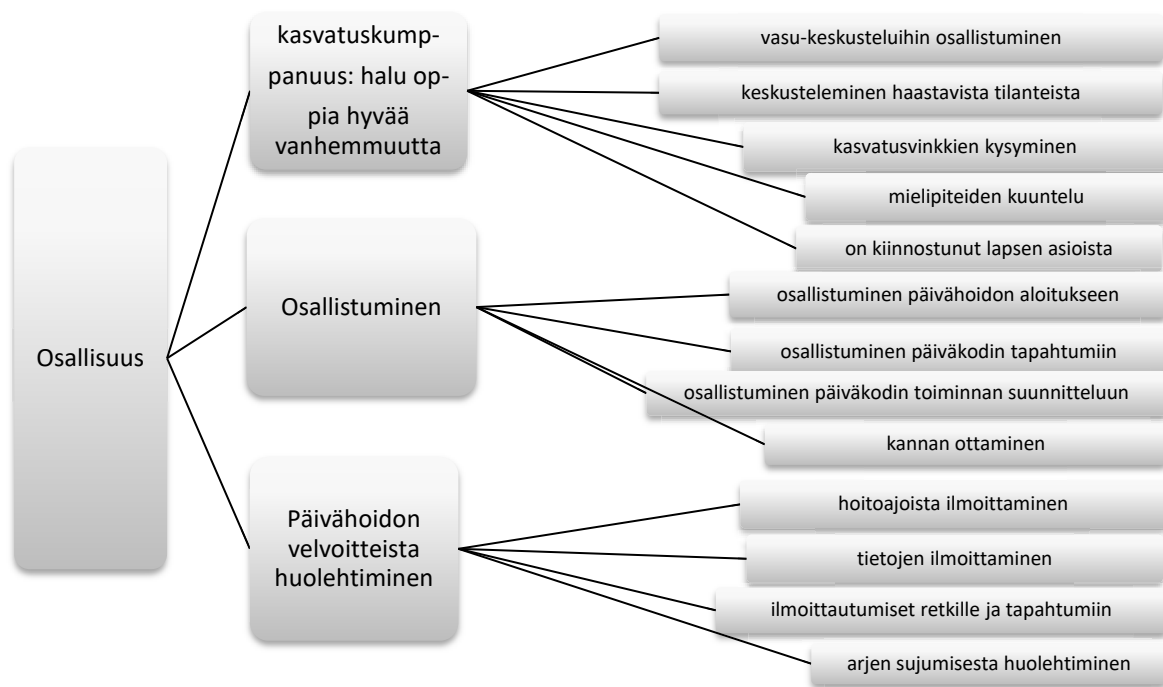 Osallisuus
kasvatuskump-
panuus: halu op-
pia hyvää
vanhemmuutta
vasu-keskusteluihin osallistuminen
keskusteleminen haastavista tilanteista
kasvatusvinkkien kysyminen
mielipiteiden kuuntelu
on kiinnostunut lapsen asioista
Osallistuminen
osallistuminen päivähoidon aloitukseen
osallistuminen päiväkodin tapahtumiin
osallistuminen päiväkodin toiminnan suunnitteluun
kannan ottaminen
Päivähoidon
velvoitteista
huolehtiminen
hoitoajoista ilmoittaminen
tietojen ilmoittaminen
ilmoittautumiset retkille ja tapahtumiin
arjen sujumisesta huolehtiminen